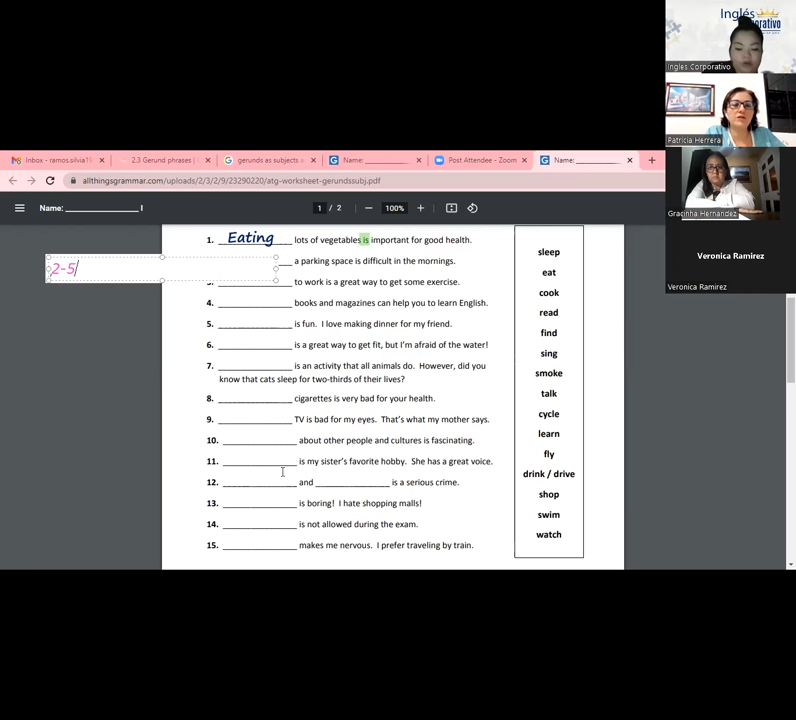 Inglés
Corporativo
Ingles Corporativo
Patricia Herrera
Gracinha Hernandez
Veronica Ramirez
Veronica Ramirez
Inbox - ramos.silvia19
2.3 Gerund phrases |
gerunds as subjects a
Name: ____________
Post Attendee - Zoom
Name: ____________
allthingsgrammar.com/uploads/2/3/2/9/23290220/atg-worksheet-gerundssubj.pdf
Name: ________________ I
1 / 2
100%
1. Eating lots of vegetables is important for good health.
2-5
____ a parking space is difficult in the mornings.
3. ________________ to work is a great way to get some exercise.
4. ________________ books and magazines can help you to learn English.
5. ________________ is fun. I love making dinner for my friend.
6. ________________ is a great way to get fit, but I'm afraid of the water!
7. ________________ is an activity that all animals do. However, did you
know that cats sleep for two-thirds of their lives?
8. ________________ cigarettes is very bad for your health.
9. ________________ TV is bad for my eyes. That's what my mother says.
10. ________________ about other people and cultures is fascinating.
11. ________________ is my sister's favorite hobby. She has a great voice.
12. ________________ and ________________ is a serious crime.
13. ________________ is boring! I hate shopping malls!
14. ________________ is not allowed during the exam.
15. ________________ makes me nervous. I prefer traveling by train.
sleep
eat
cook
read
find
sing
smoke
talk
cycle
learn
fly
drink / drive
shop
swim
watch